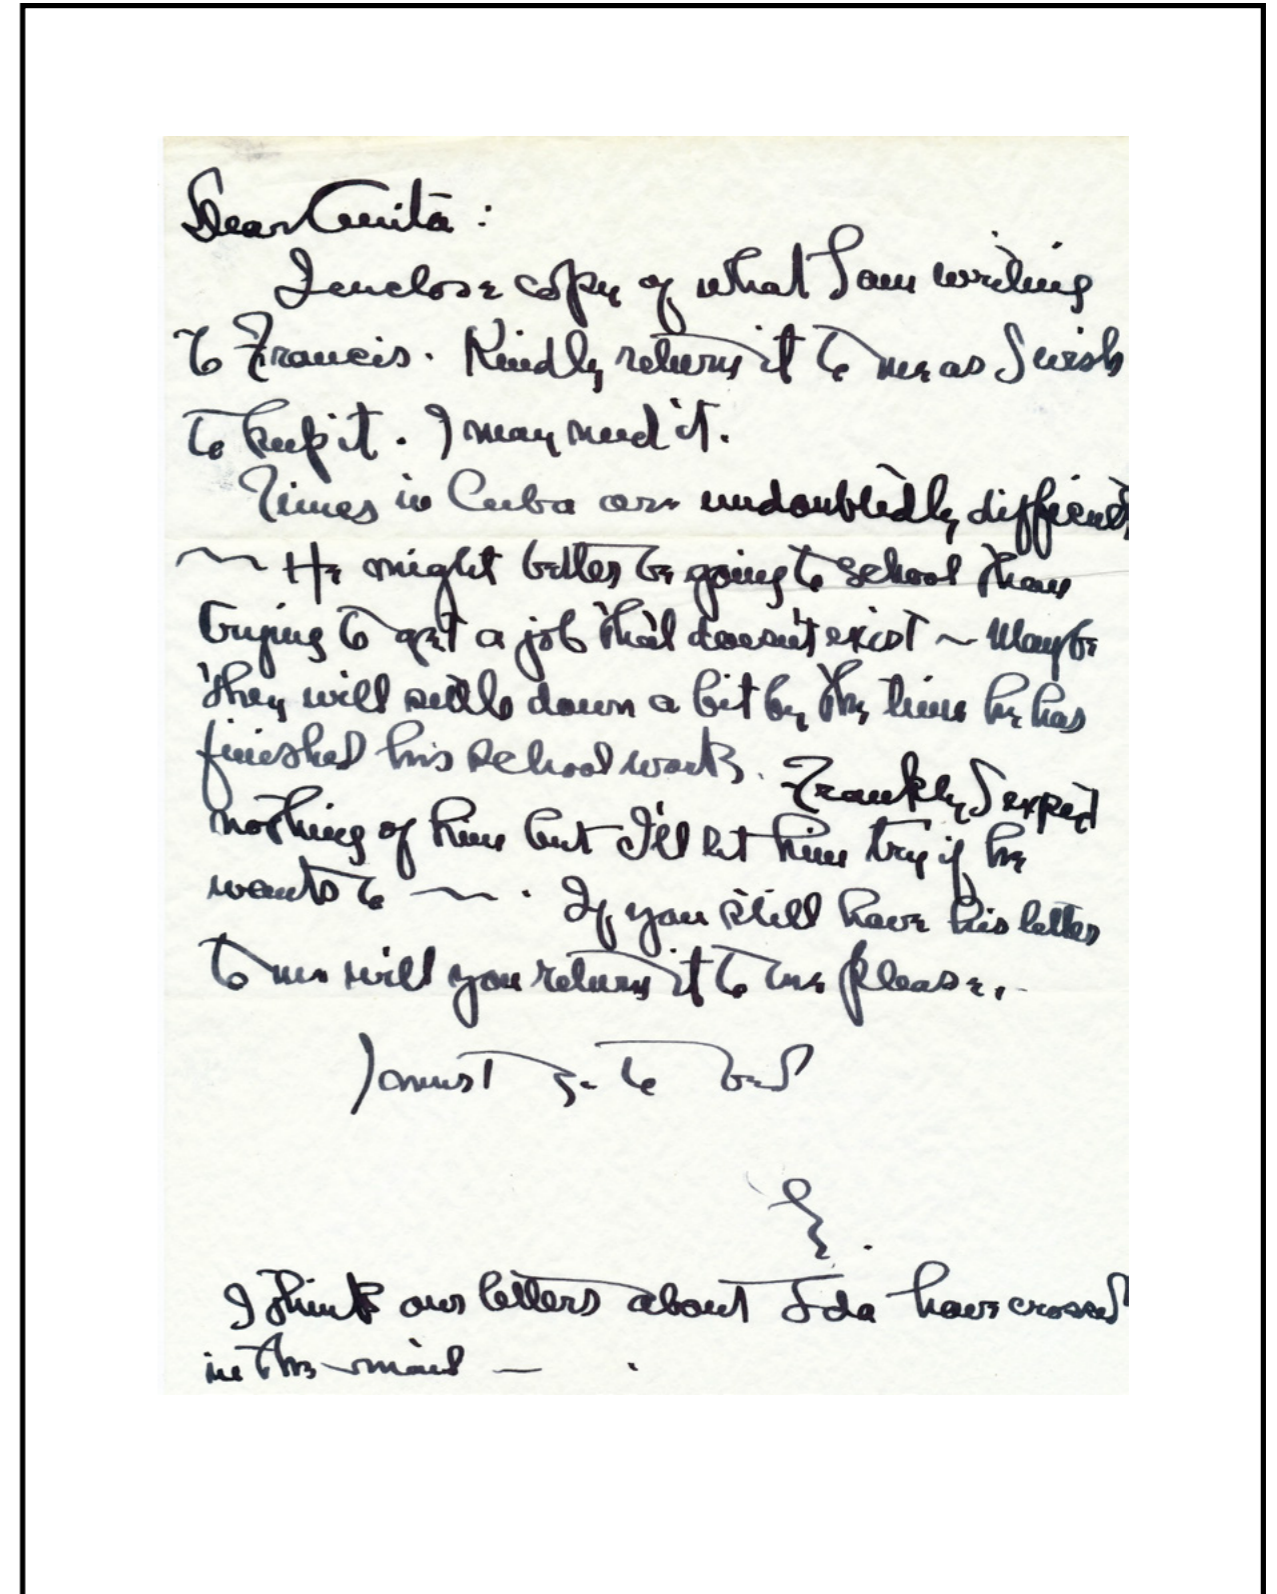 Dear Anita:
I enclose copy of what I am writing
to Francis. Kindly return it to me as I wish
to keep it. I may need it.
Times in Cuba are undoubtedly difficult
~ He might better be going to school than
trying to get a job that doesn't exist ~ Maybe
they will settle down a bit by the time he has
finished his school work. Frankly I expect
nothing of him but I'll let him try if he
wants to ~. If you still have his letter
to me will you return it to me please.
I must to bed
I think our letters about Ida have crossed
in the mail — .